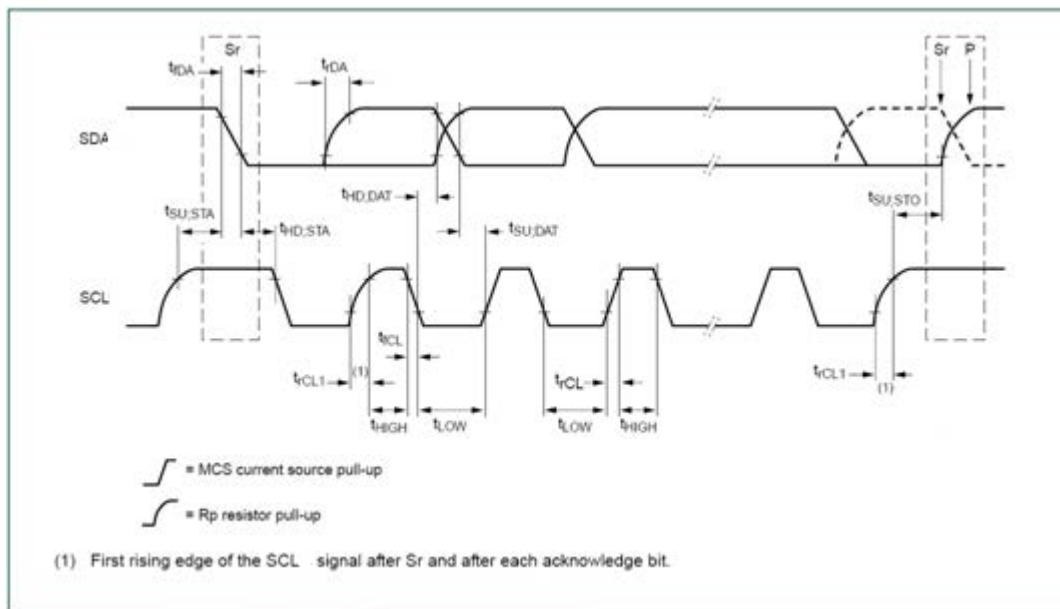 Sr
Sr P
tfDA
trDA
SDA
tHD;DAT
tSU;STA
tHD;STA
tSU;DAT
tSU;STO
SCL
tfCL
trCL1 (1)
trCL
trCL1 (1)
tHIGH
tLOW
tLOW
tHIGH
= MCS current source pull-up
= Rp resistor pull-up
(1) First rising edge of the SCL signal after Sr and after each acknowledge bit.